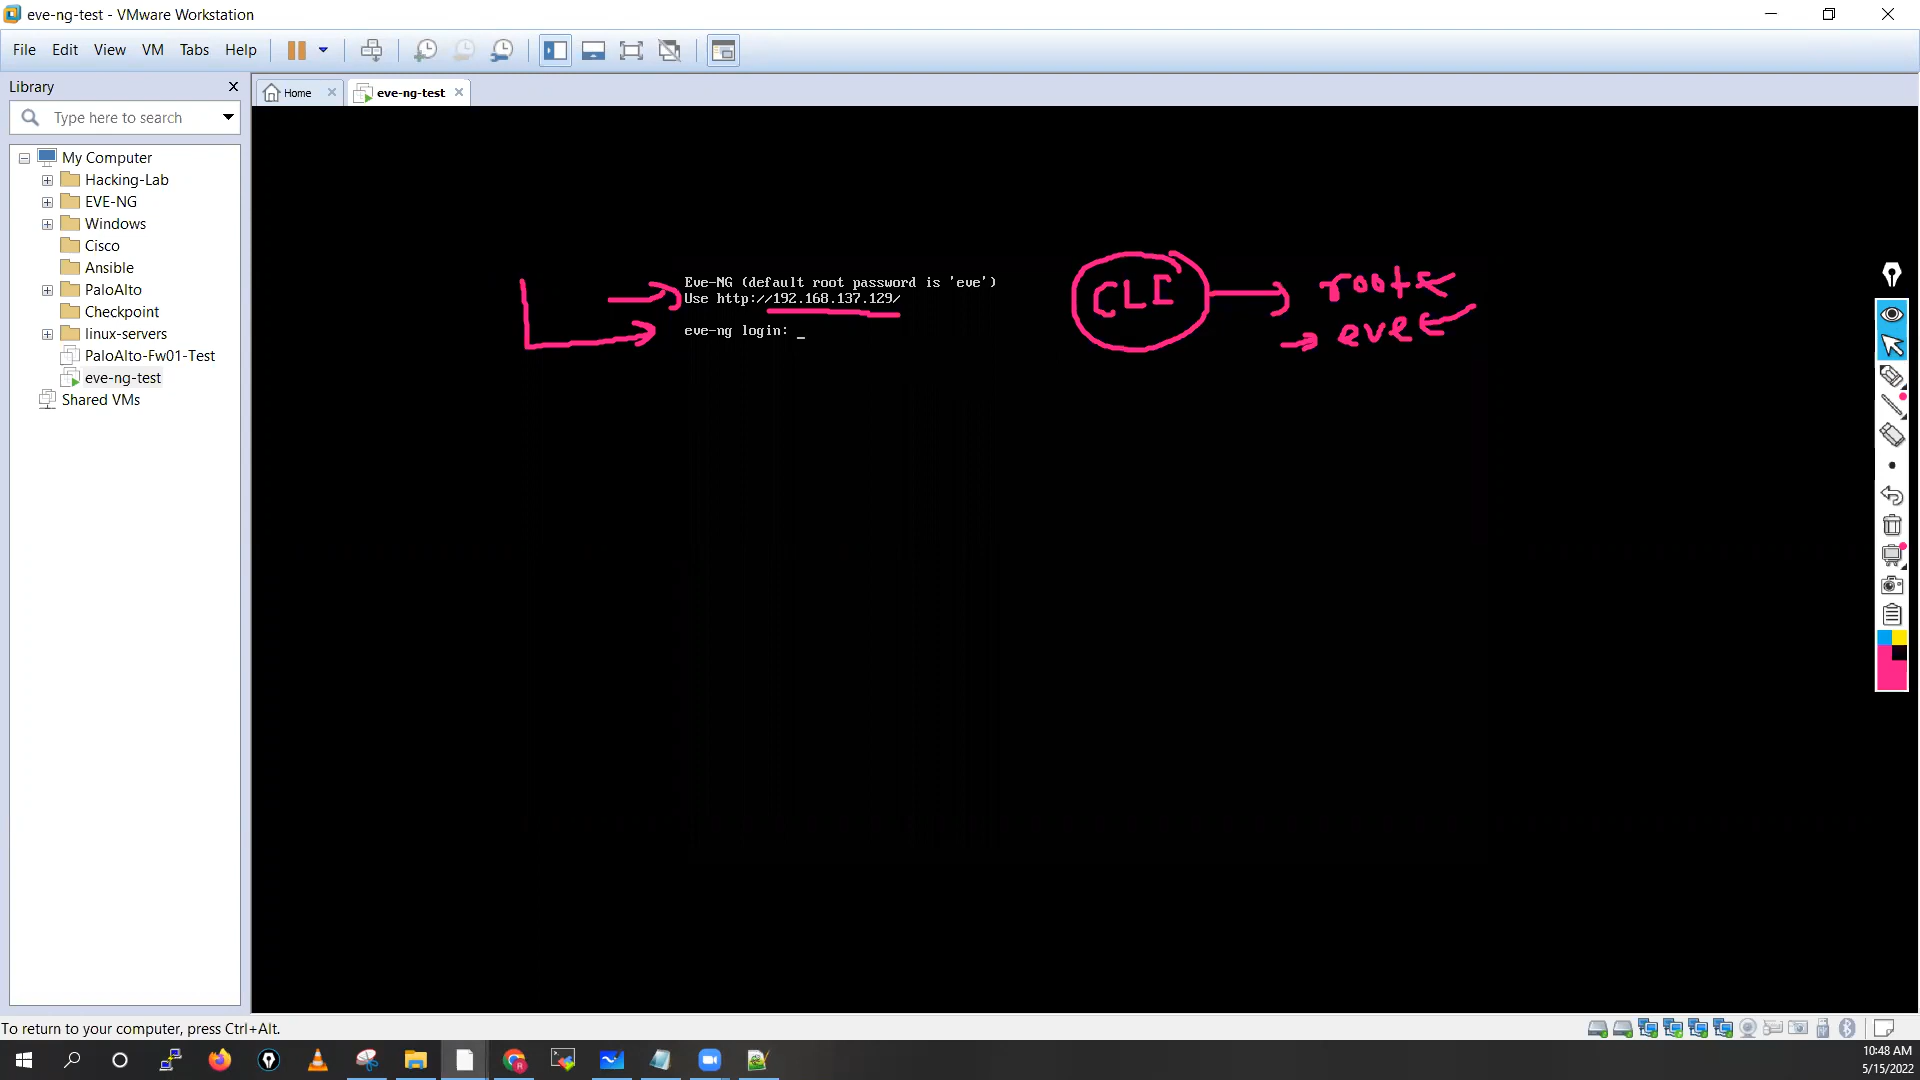 eve-ng-test - VMware Workstation
File Edit View VM Tabs Help
Library
Home
eve-ng-test
Type here to search
My Computer
Hacking-Lab
EVE-NG
Windows
Cisco
Ansible
PaloAlto
Checkpoint
linux-servers
PaloAlto-Fw01-Test
eve-ng-test
Shared VMs
Eve-NG (default root password is 'eve')
Use http://192.168.137.129/
eve-ng login: _
CLI
root
eve
To return to your computer, press Ctrl+Alt.
10:48 AM
5/15/2022